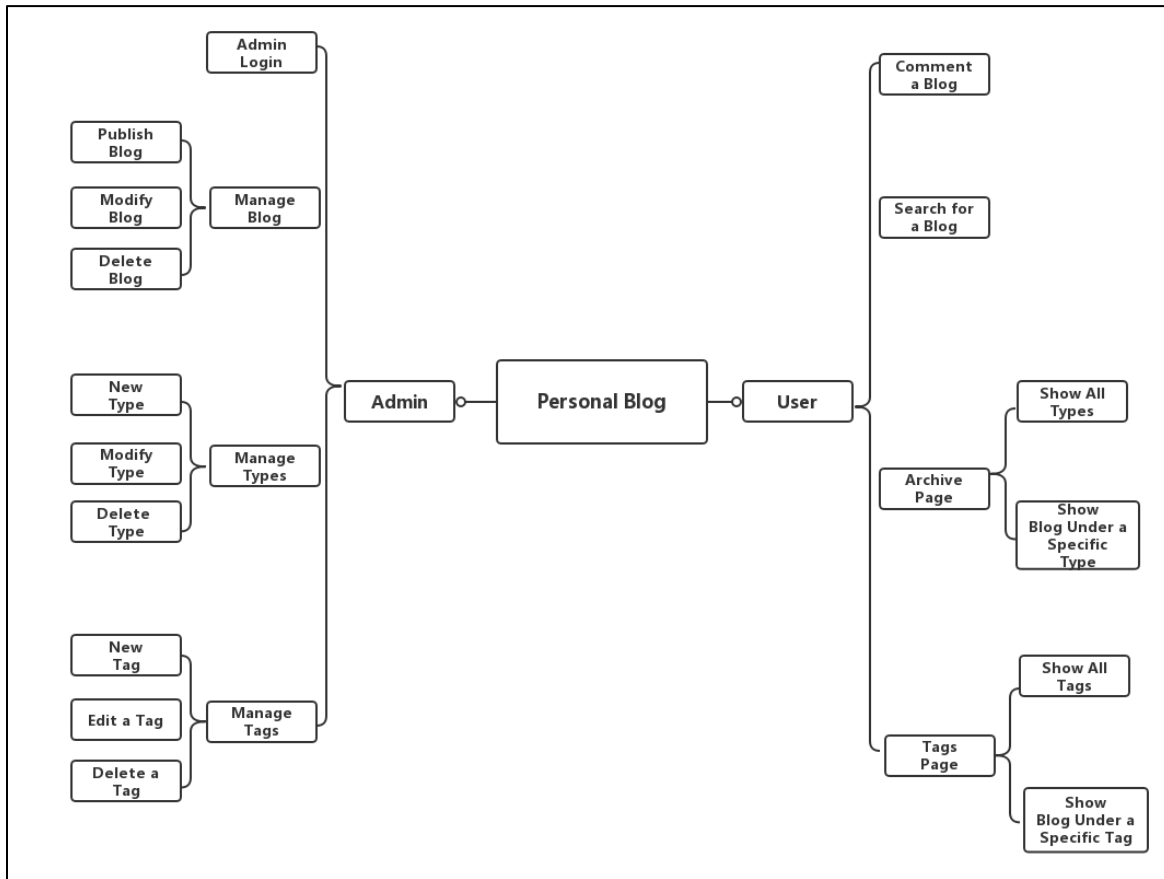 Admin
Login
Publish
Blog
Modify
Blog
Manage
Blog
Delete
Blog
New
Type
Modify
Type
Manage
Types
Delete
Type
New
Tag
Edit a Tag
Manage
Tags
Delete a
Tag
Admin
Personal Blog
User
Comment
a Blog
Search for
a Blog
Archive
Page
Show All
Types
Show
Blog Under a
Specific
Type
Tags
Page
Show All
Tags
Show
Blog Under a
Specific Tag